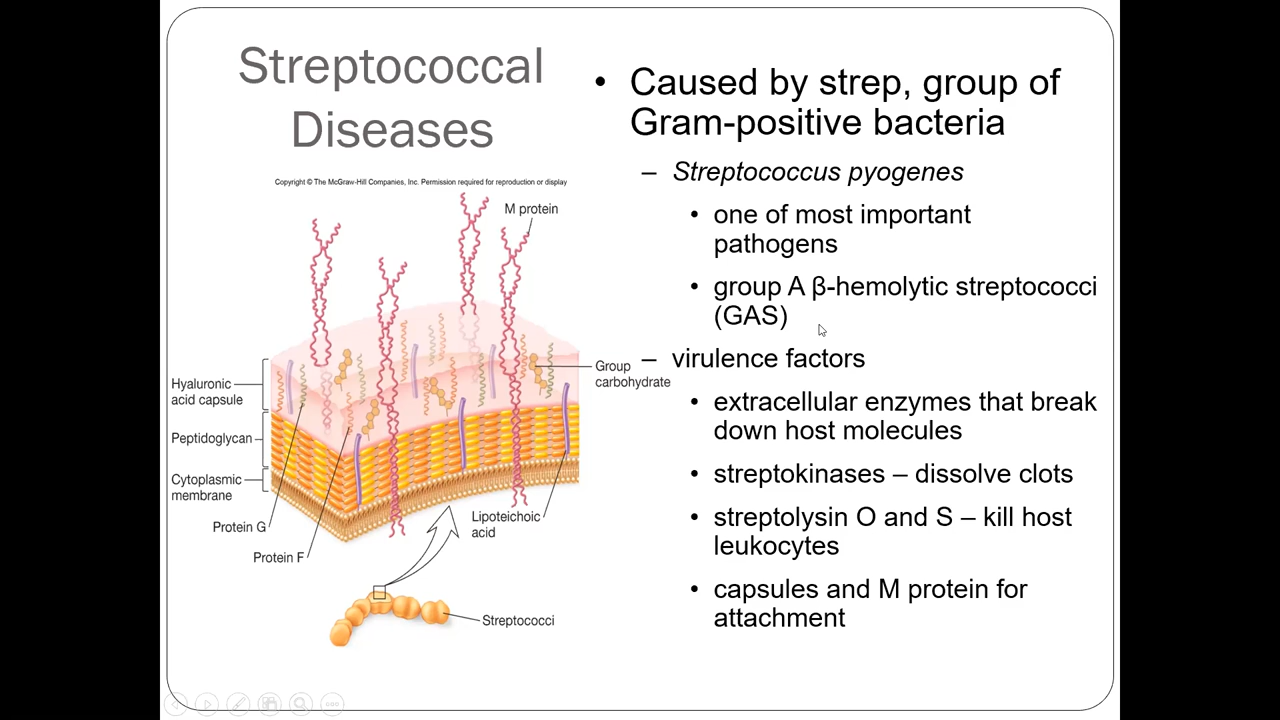 Streptococcal
Diseases
Copyright © The McGraw-Hill Companies, Inc. Permission required for reproduction or display
M protein
Group
carbohydrate
Hyaluronic
acid capsule
Peptidoglycan
Cytoplasmic
membrane
Protein G
Protein F
Lipoteichoic
acid
Streptococci
• Caused by strep, group of
Gram-positive bacteria
– Streptococcus pyogenes
• one of most important
pathogens
• group A β-hemolytic streptococci
(GAS)
– virulence factors
• extracellular enzymes that break
down host molecules
• streptokinases – dissolve clots
• streptolysin O and S – kill host
leukocytes
• capsules and M protein for
attachment